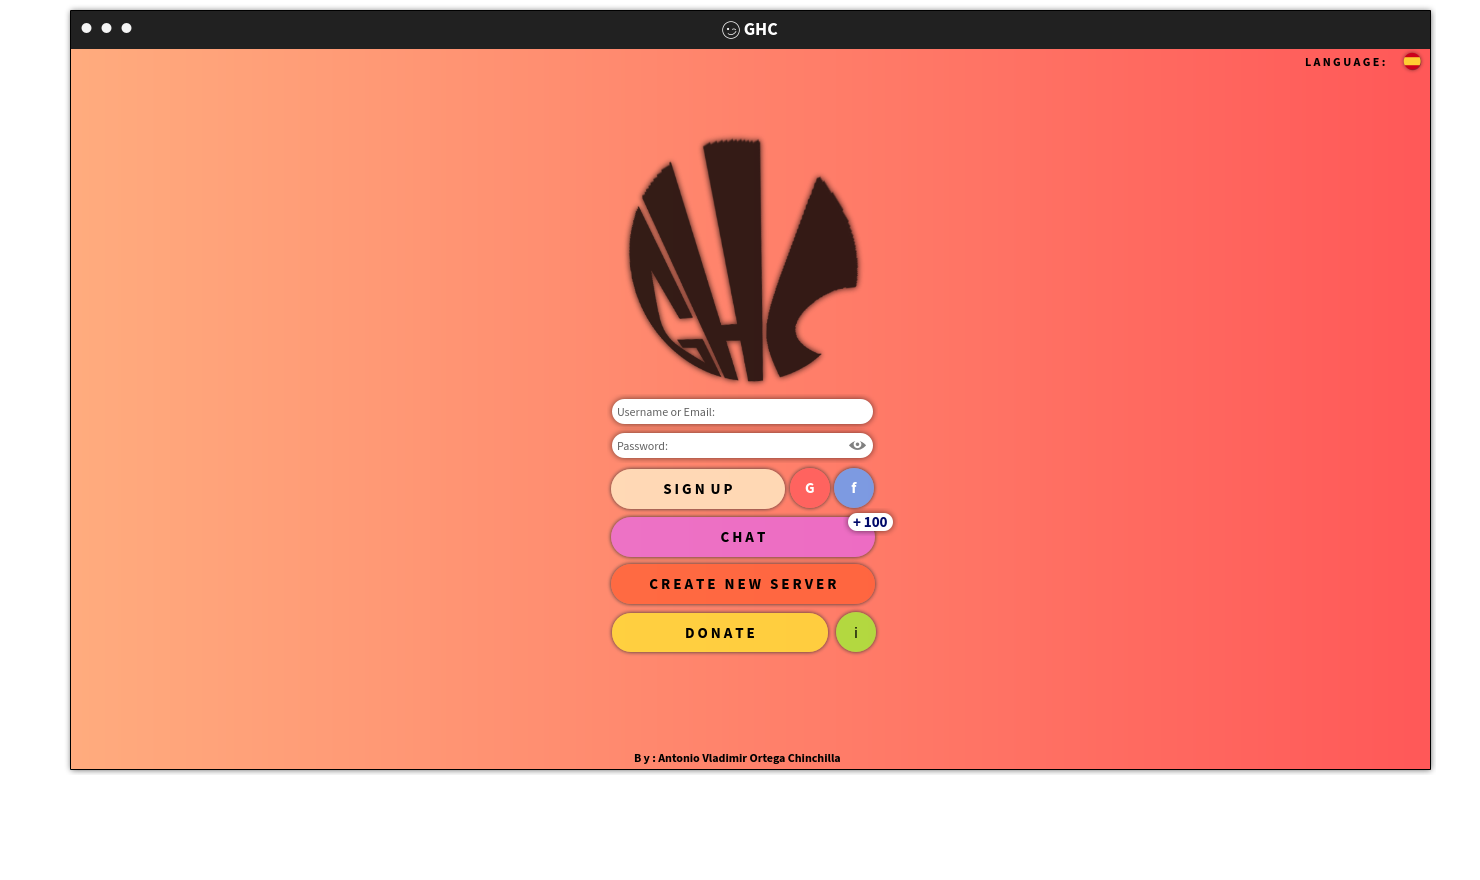 GHC
LANGUAGE:
GHC
Username or Email:
Password:
SIGN UP
G
f
+ 100
CHAT
CREATE NEW SERVER
DONATE
i
By: Antonio Vladimir Ortega Chinchilla